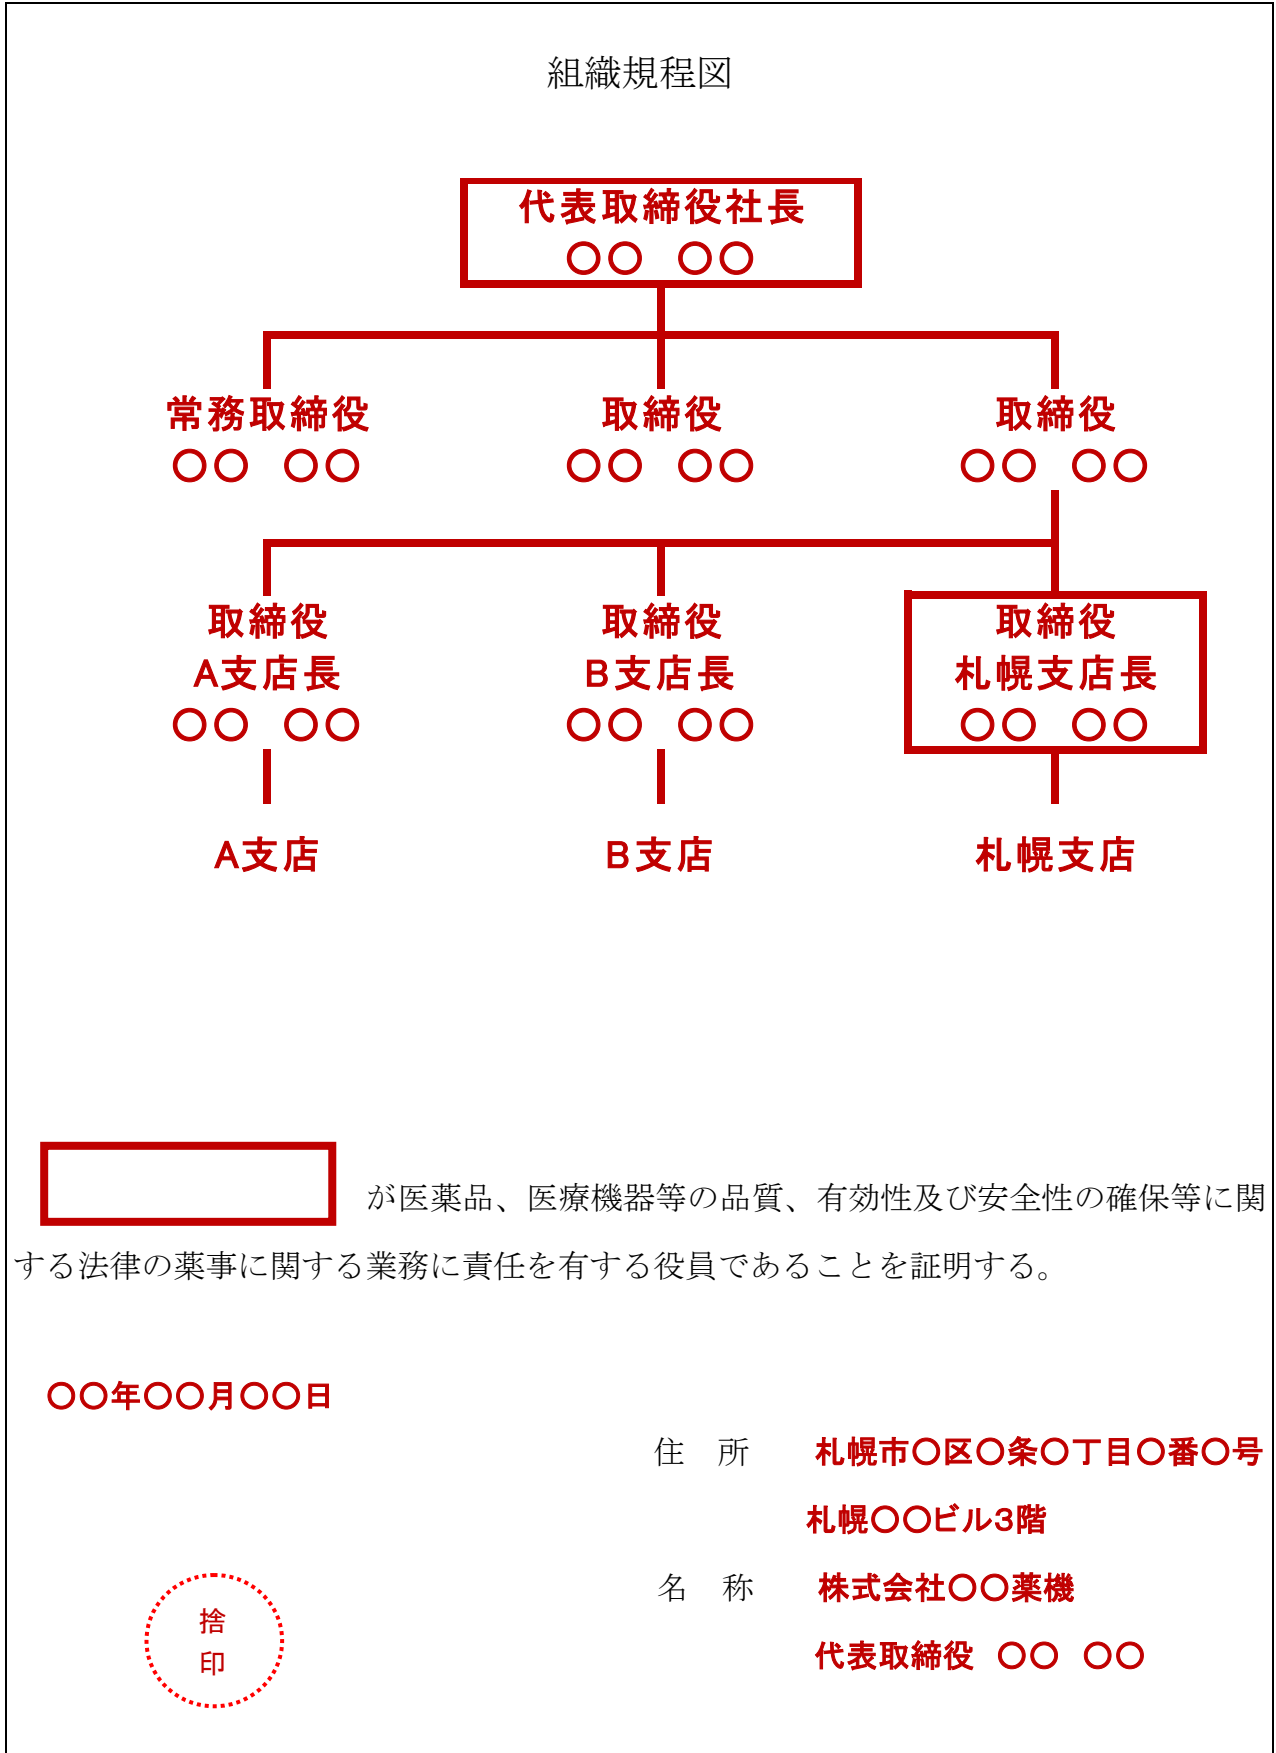 組織規程図
代表取締役社長
〇〇 〇〇
常務取締役 取締役 取締役
〇〇 〇〇 〇〇 〇〇 〇〇 〇〇
取締役 取締役 取締役
A支店長 B支店長 札幌支店長
〇〇 〇〇 〇〇 〇〇 〇〇 〇〇
A支店 B支店 札幌支店
が医薬品、医療機器等の品質、有効性及び安全性の確保等に関
する法律の薬事に関する業務に責任を有する役員であることを証明する。
〇〇年〇〇月〇〇日
住 所 札幌市〇区〇条〇丁目〇番〇号
札幌〇〇ビル3階
名 称 株式会社〇〇薬機
代表取締役 〇〇 〇〇
捨
印